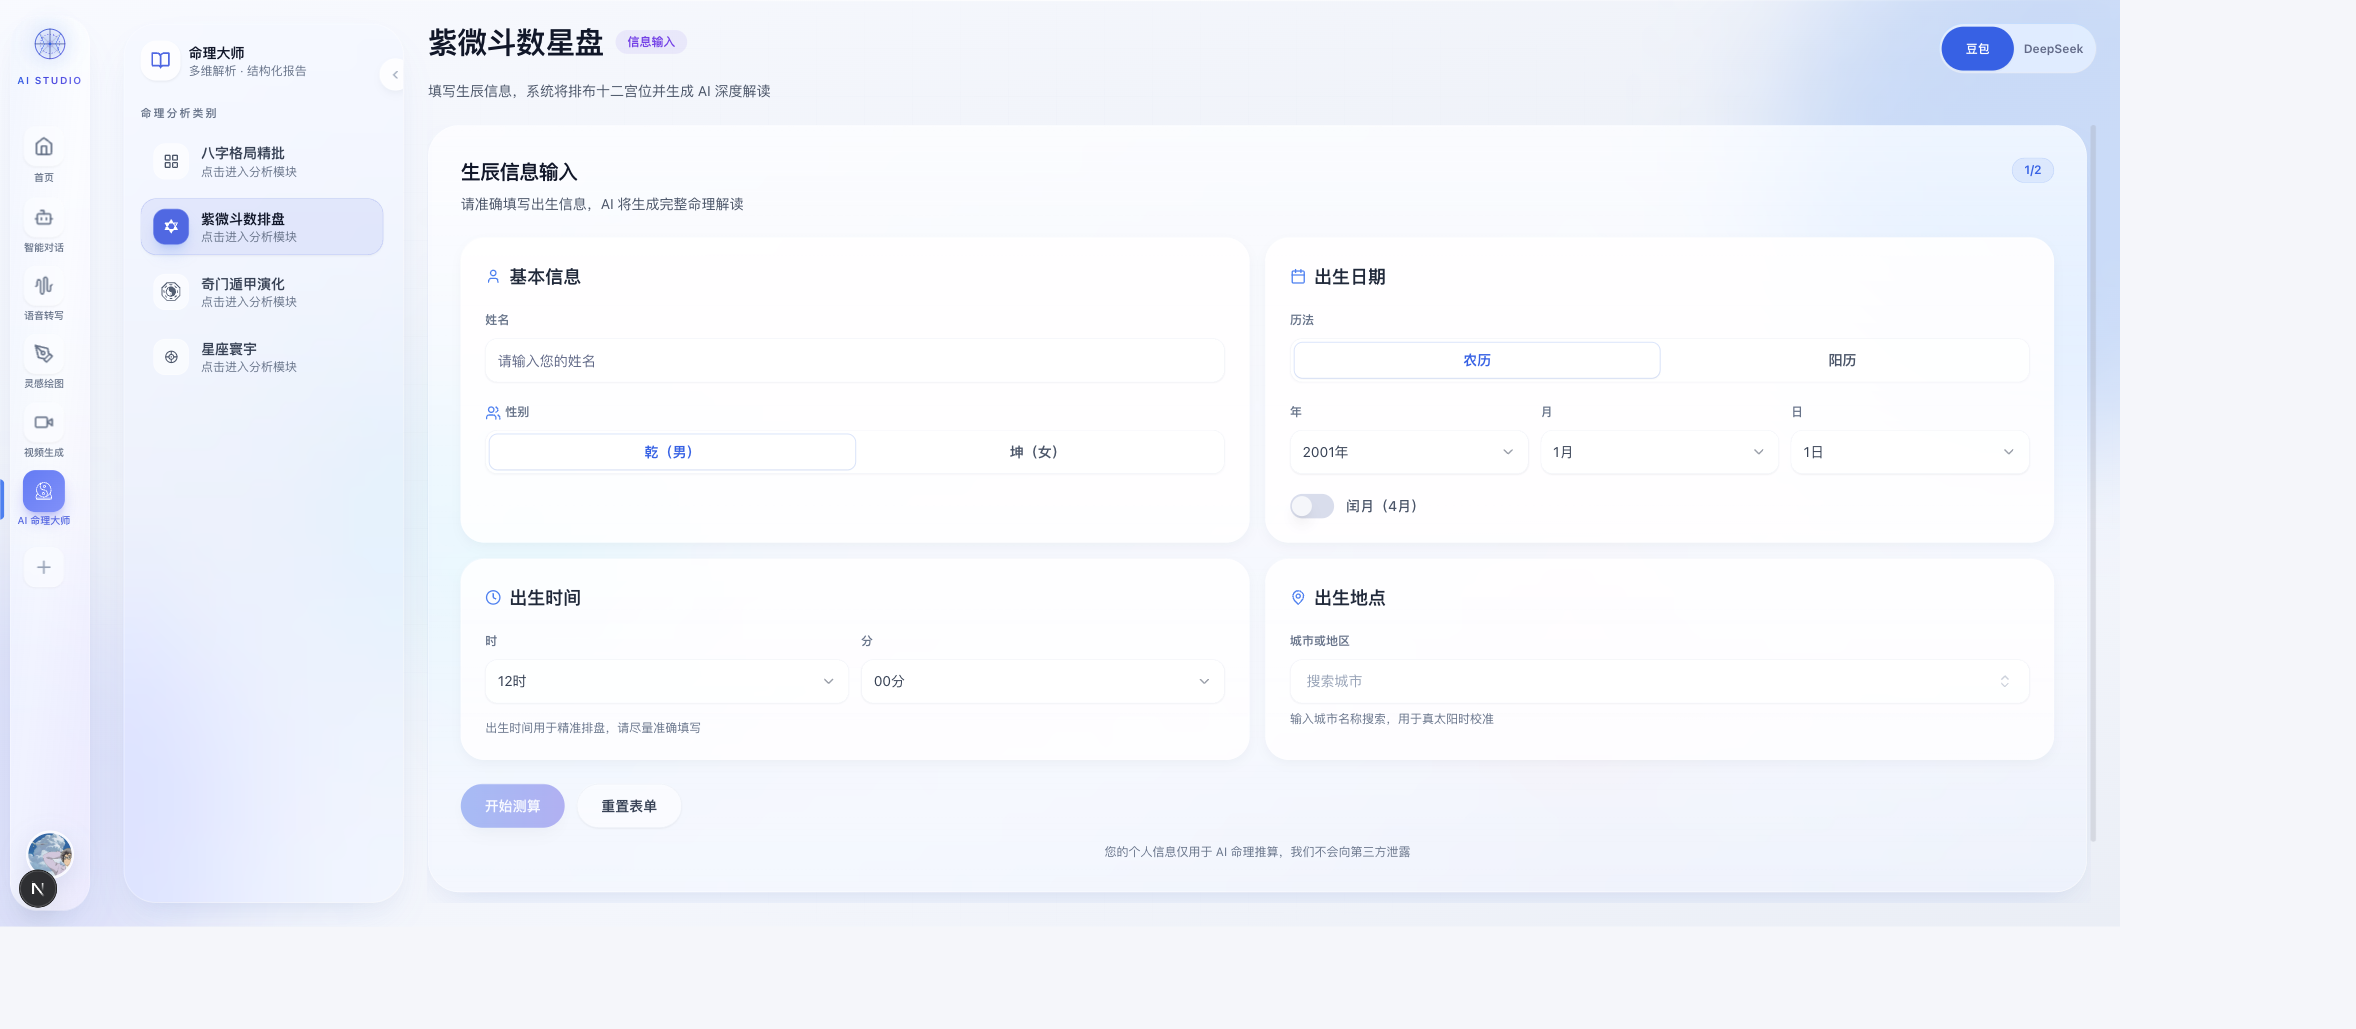 AI STUDIO
首页
智能对话
语音转写
灵感绘图
视频生成
AI 命理大师
N
命理大师
多维解析 · 结构化报告
命理分析类别
八字格局精批
点击进入分析模块
紫微斗数排盘
点击进入分析模块
奇门遁甲演化
点击进入分析模块
星座寰宇
点击进入分析模块
紫微斗数星盘 信息输入
填写生辰信息，系统将排布十二宫位并生成 AI 深度解读
豆包 DeepSeek
生辰信息输入
1/2
请准确填写出生信息，AI 将生成完整命理解读
基本信息
姓名
请输入您的姓名
性别
乾（男） 坤（女）
出生日期
历法
农历 阳历
年 月 日
2001年 1月 1日
闰月（4月）
出生时间
时 分
12时 00分
出生时间用于精准排盘，请尽量准确填写
出生地点
城市或地区
搜索城市
输入城市名称搜索，用于真太阳时校准
开始测算 重置表单
您的个人信息仅用于 AI 命理推算，我们不会向第三方泄露